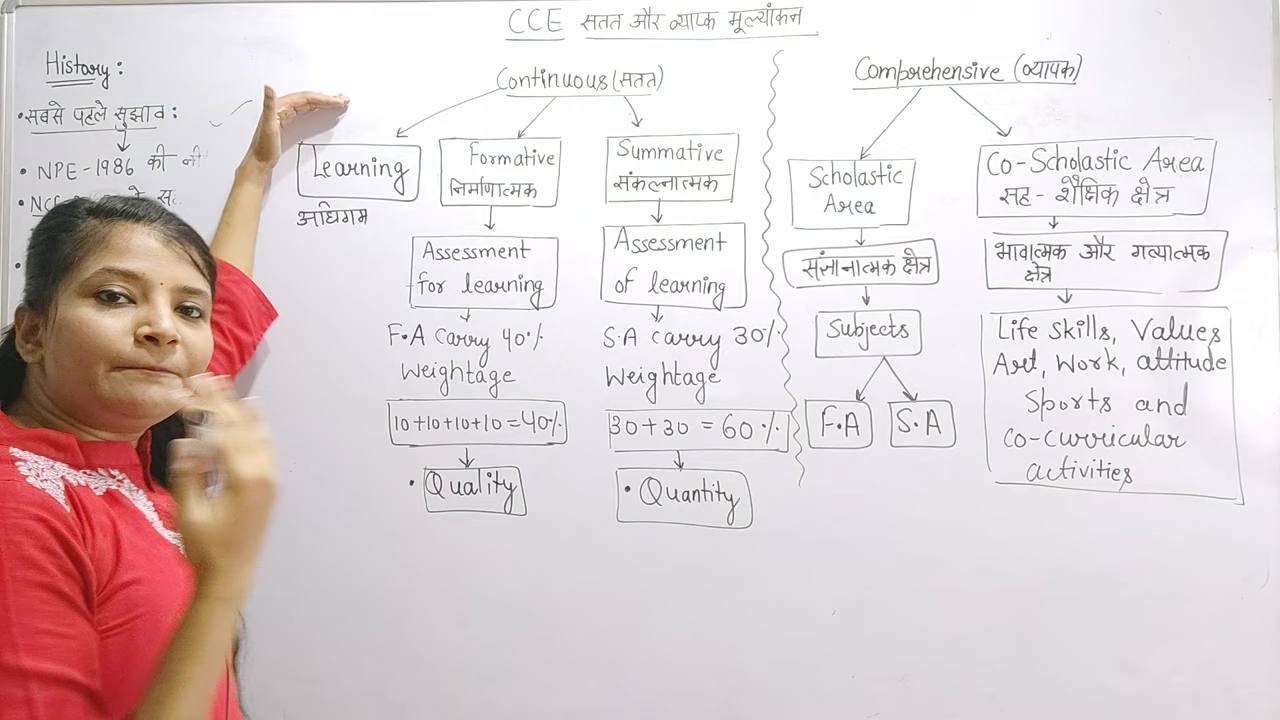 CCE सतत और व्यापक मूल्यांकन
History:
• सबसे पहले सुझाव:
• NPE-1986 की
Continuous (सतत)
Learning
अधिगम
Formative
निर्माणात्मक
Assessment
for learning
F.A carry 40%
Weightage
10+10+10+10=40%
• Quality
Summative
संकलनात्मक
Assessment
of learning
S.A carry 30%
Weightage
30+30 = 60%
• Quantity
Comprehensive (व्यापक)
Scholastic
Area
संज्ञानात्मक क्षेत्र
Subjects
F.A
S.A
Co-Scholastic Area
सह-शैक्षिक क्षेत्र
भावात्मक और गत्यात्मक
क्षेत्र
Life skills, Values
Art, Work, attitude
Sports and
co-curricular
activities